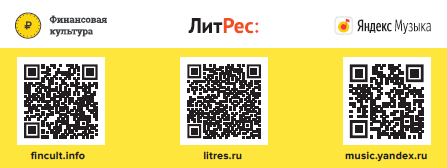 Финансовая
культура
ЛитРес:
Яндекс Музыка
fincult.info
litres.ru
music.yandex.ru